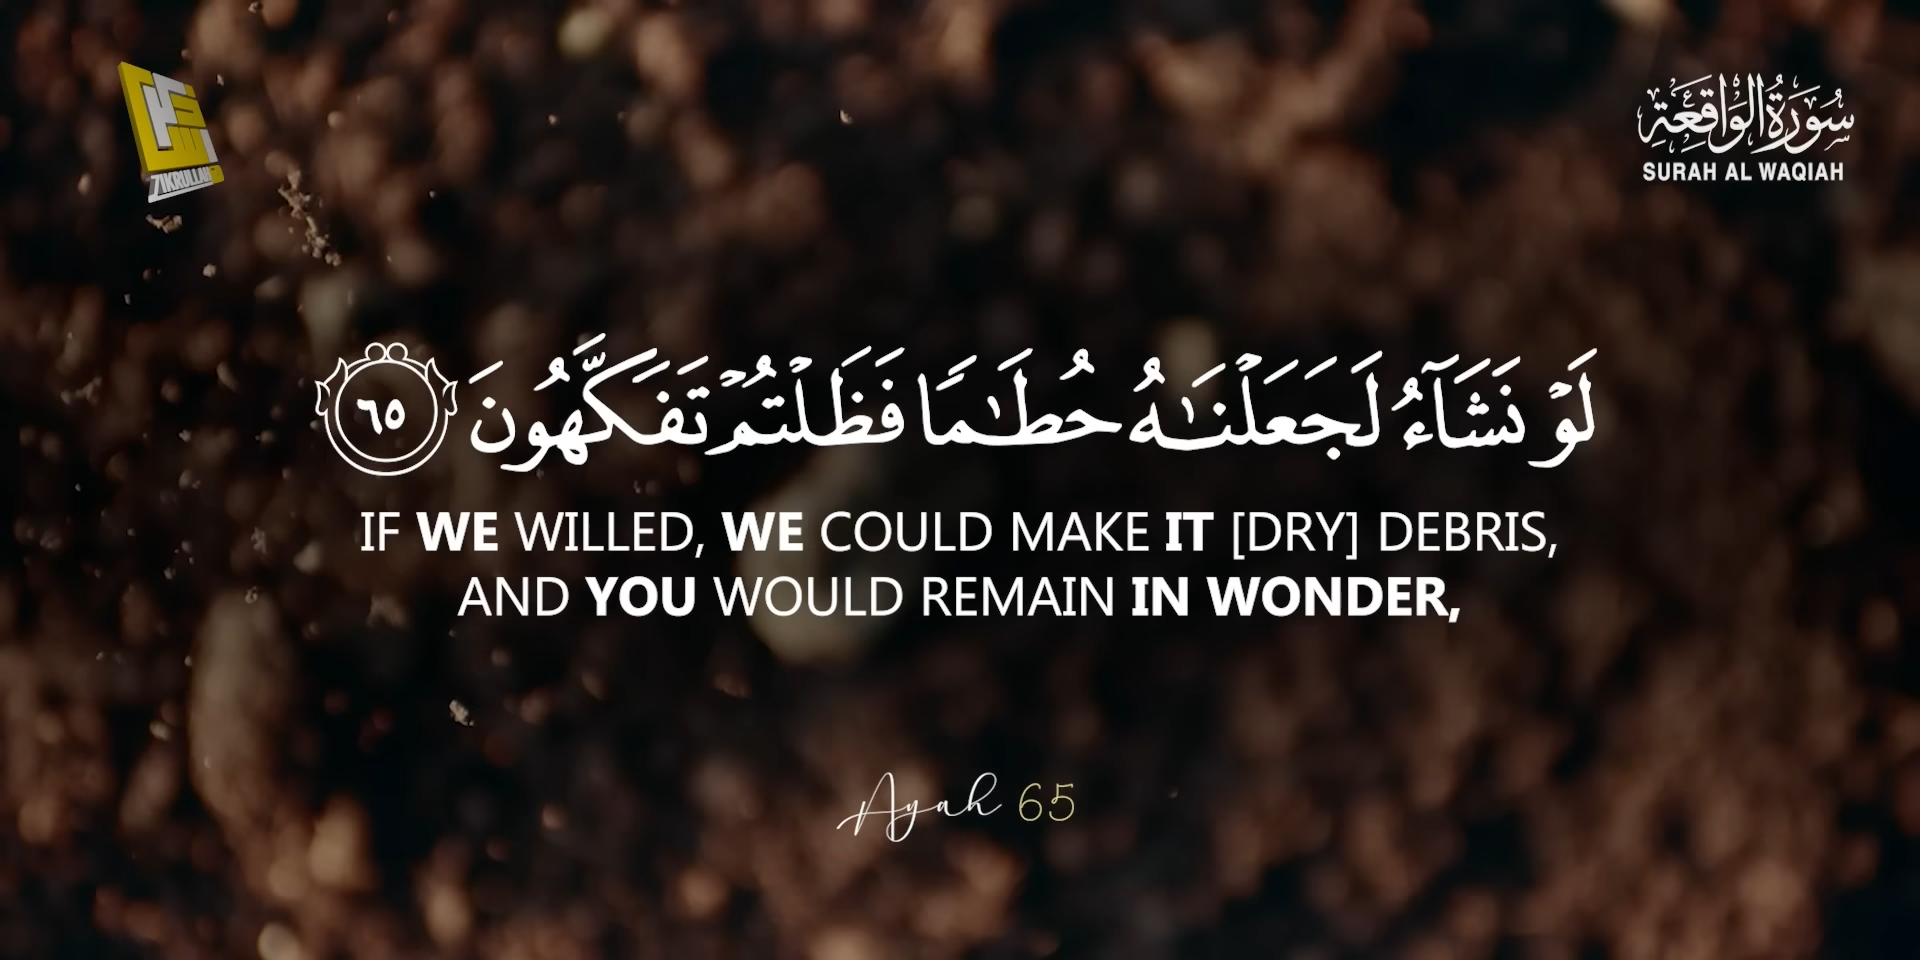 ZIKRULLAH
سُورَةُ الوَاقِعَة
SURAH AL WAQIAH
لَوْ نَشَآءُ لَجَعَلْنَـٰهُ حُطَـٰمًا فَظَلْتُمْ تَفَكَّهُونَ ٦٥
IF WE WILLED, WE COULD MAKE IT [DRY] DEBRIS,
AND YOU WOULD REMAIN IN WONDER,
Ayah 65